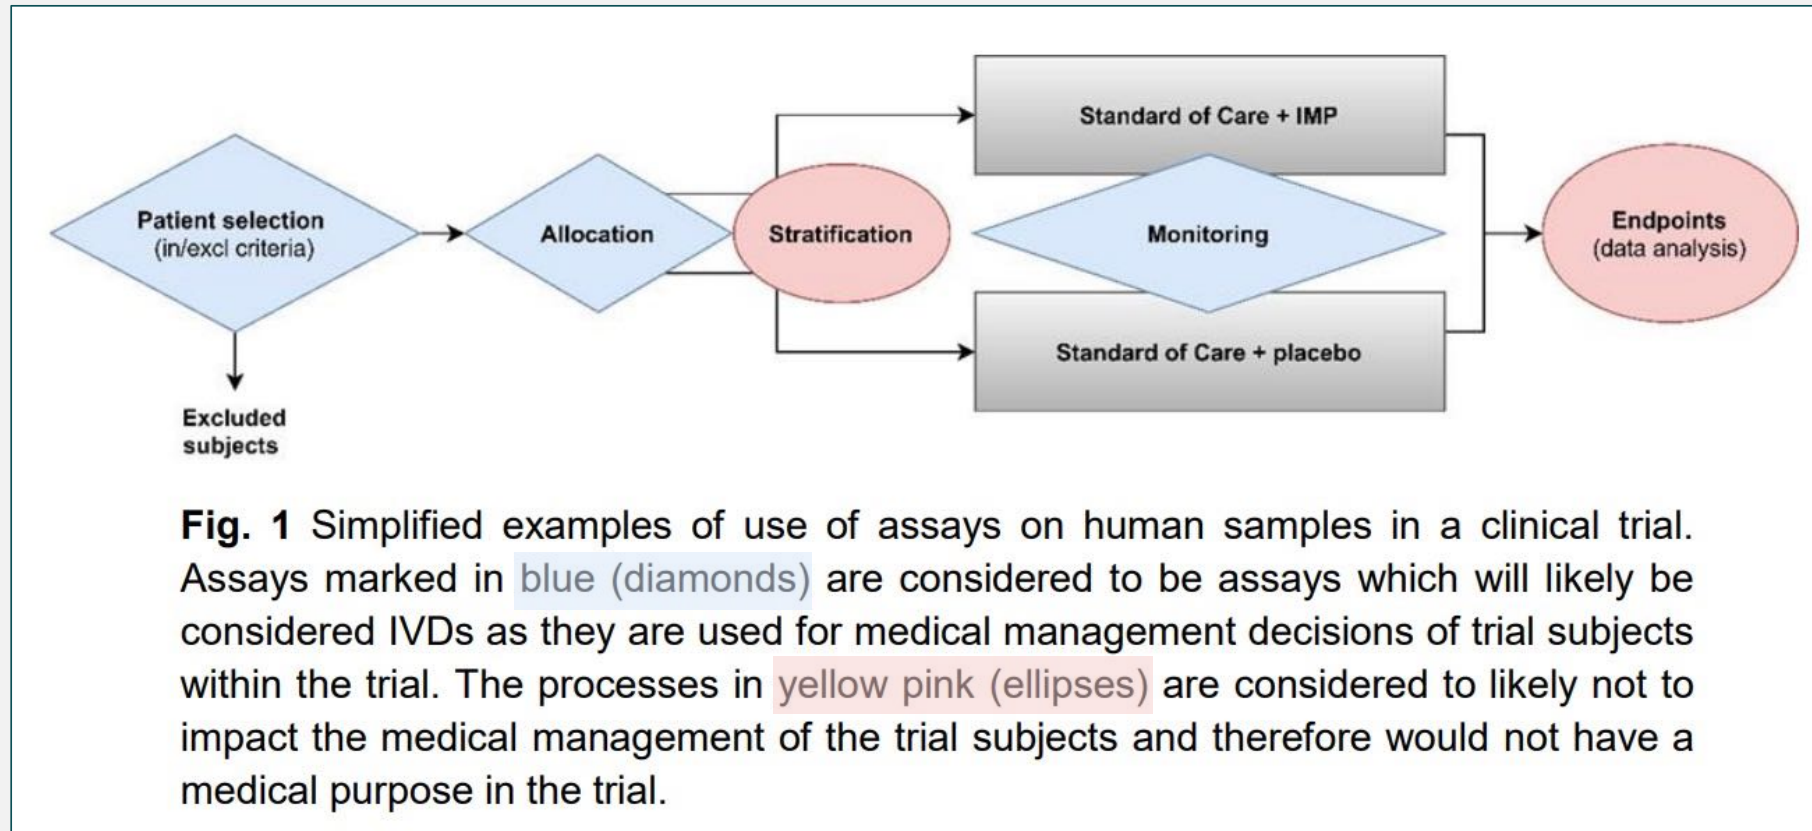 Patient selection
(in/excl criteria)
Excluded
subjects
Allocation
Stratification
Standard of Care + IMP
Monitoring
Standard of Care + placebo
Endpoints
(data analysis)
Fig. 1 Simplified examples of use of assays on human samples in a clinical trial.
Assays marked in blue (diamonds) are considered to be assays which will likely be
considered IVDs as they are used for medical management decisions of trial subjects
within the trial. The processes in yellow pink (ellipses) are considered to likely not to
impact the medical management of the trial subjects and therefore would not have a
medical purpose in the trial.